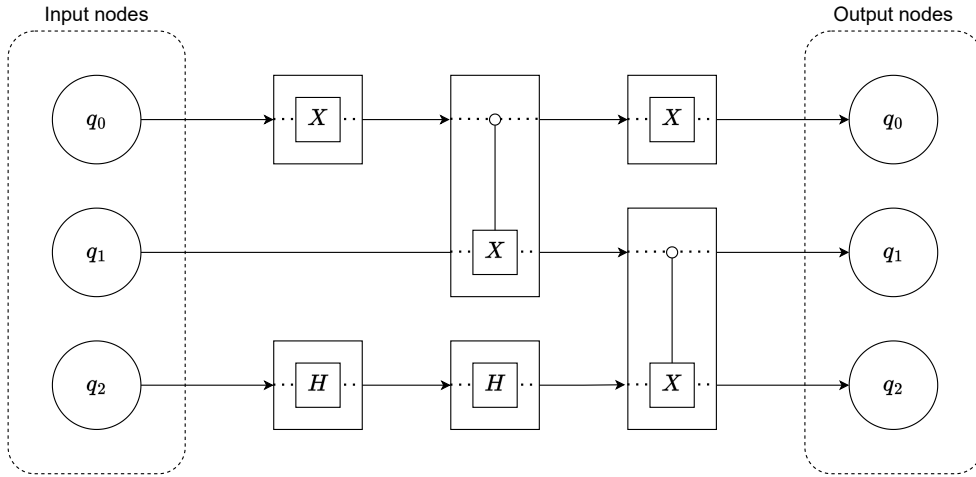 Input nodes
Output nodes
q₀
X
X
q₀
q₁
X
q₁
q₂
H
H
X
q₂